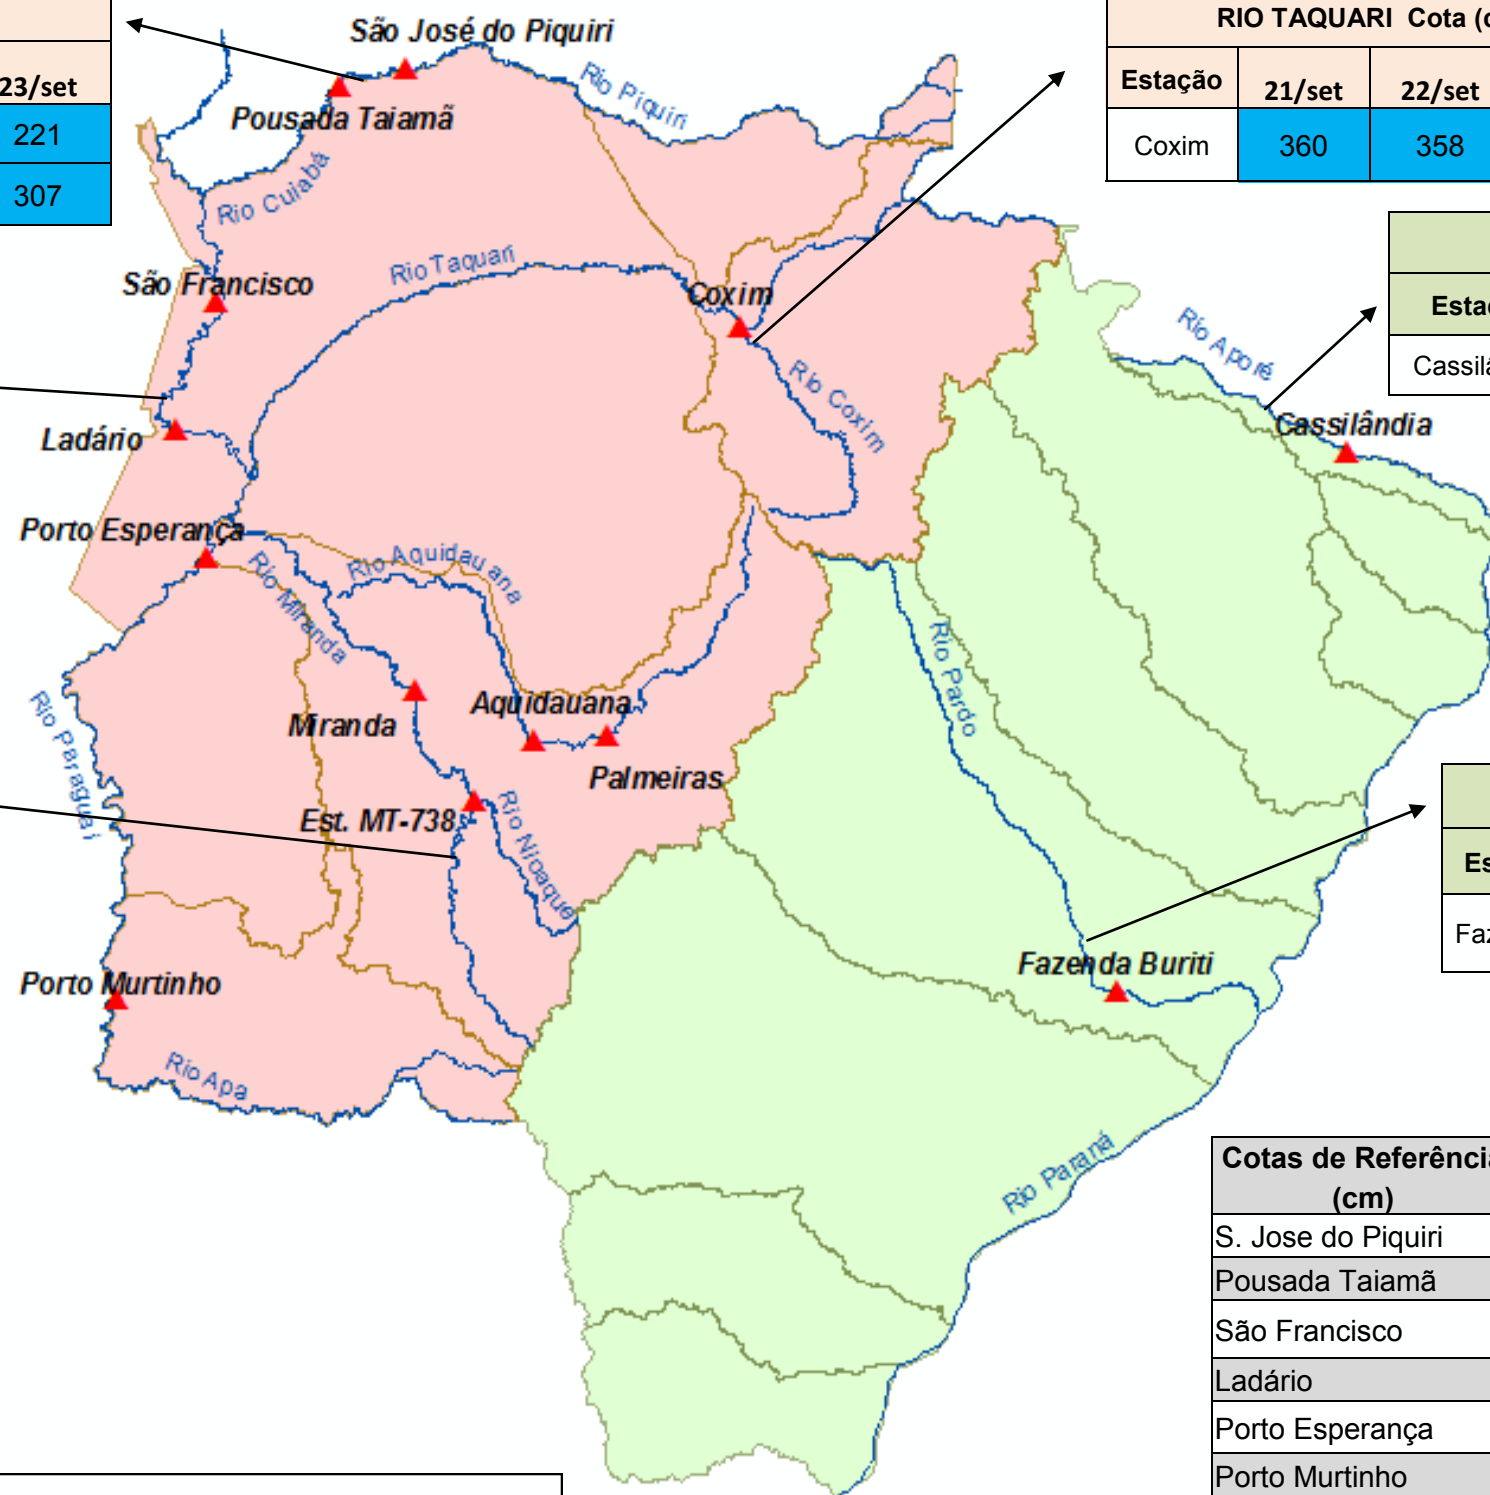 23/set
221
307
RIO TAQUARI Cota (c
Estação 21/set 22/set
Coxim 360 358
São José do Piquiri
Pousada Taiamã
Rio Piquiri
Rio Cuiabá
São Francisco
Rio Taquari
Coxim
Rio Coxim
Ladário
Porto Esperança
Rio Miranda
Rio Aquidauana
Rio Aporé
Cassilândia
Esta
Cassil
Rio Paraguai
Miranda
Aquidauana
Palmeiras
Est. MT-738
Rio Nioaque
Rio Pardo
Es
Faz
Fazenda Buriti
Porto Murtinho
Rio Apa
Rio Paraná
Cotas de Referência
(cm)
S. Jose do Piquiri
Pousada Taiamã
São Francisco
Ladário
Porto Esperança
Porto Murtinho